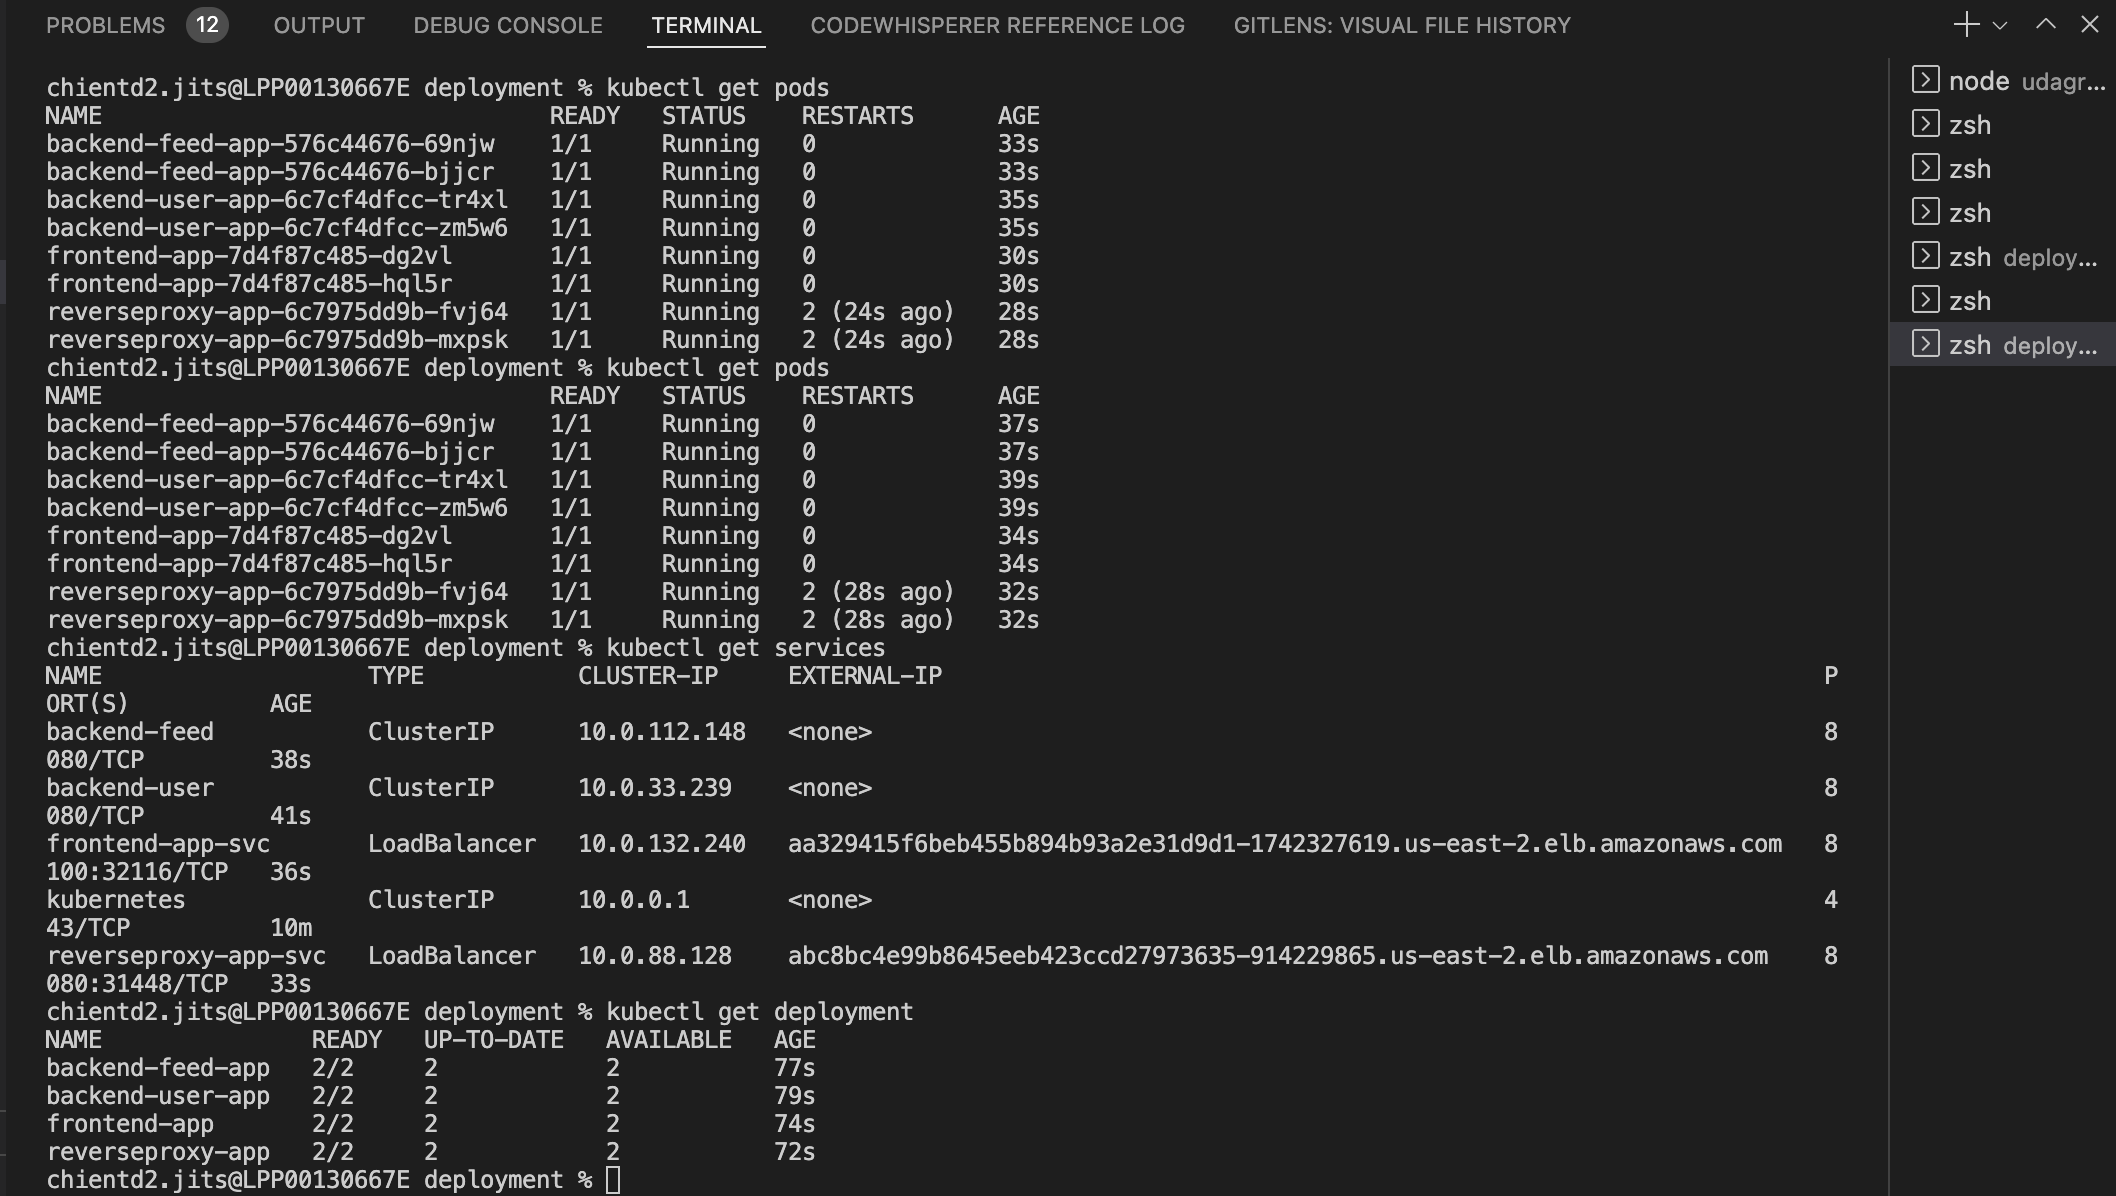 PROBLEMS 12 OUTPUT DEBUG CONSOLE TERMINAL CODEWHISPERER REFERENCE LOG GITLENS: VISUAL FILE HISTORY
chientd2.jits@LPP00130667E deployment % kubectl get pods
NAME READY STATUS RESTARTS AGE
backend-feed-app-576c44676-69njw 1/1 Running 0 33s
backend-feed-app-576c44676-bjjcr 1/1 Running 0 33s
backend-user-app-6c7cf4dfcc-tr4xl 1/1 Running 0 35s
backend-user-app-6c7cf4dfcc-zm5w6 1/1 Running 0 35s
frontend-app-7d4f87c485-dg2vl 1/1 Running 0 30s
frontend-app-7d4f87c485-hql5r 1/1 Running 0 30s
reverseproxy-app-6c7975dd9b-fvj64 1/1 Running 2 (24s ago) 28s
reverseproxy-app-6c7975dd9b-mxpsk 1/1 Running 2 (24s ago) 28s
chientd2.jits@LPP00130667E deployment % kubectl get pods
NAME READY STATUS RESTARTS AGE
backend-feed-app-576c44676-69njw 1/1 Running 0 37s
backend-feed-app-576c44676-bjjcr 1/1 Running 0 37s
backend-user-app-6c7cf4dfcc-tr4xl 1/1 Running 0 39s
backend-user-app-6c7cf4dfcc-zm5w6 1/1 Running 0 39s
frontend-app-7d4f87c485-dg2vl 1/1 Running 0 34s
frontend-app-7d4f87c485-hql5r 1/1 Running 0 34s
reverseproxy-app-6c7975dd9b-fvj64 1/1 Running 2 (28s ago) 32s
reverseproxy-app-6c7975dd9b-mxpsk 1/1 Running 2 (28s ago) 32s
chientd2.jits@LPP00130667E deployment % kubectl get services
NAME TYPE CLUSTER-IP EXTERNAL-IP P
ORT(S) AGE
backend-feed ClusterIP 10.0.112.148 <none> 8
080/TCP 38s
backend-user ClusterIP 10.0.33.239 <none> 8
080/TCP 41s
frontend-app-svc LoadBalancer 10.0.132.240 aa329415f6beb455b894b93a2e31d9d1-1742327619.us-east-2.elb.amazonaws.com 8
100:32116/TCP 36s
kubernetes ClusterIP 10.0.0.1 <none> 4
43/TCP 10m
reverseproxy-app-svc LoadBalancer 10.0.88.128 abc8bc4e99b8645eeb423ccd27973635-914229865.us-east-2.elb.amazonaws.com 8
080:31448/TCP 33s
chientd2.jits@LPP00130667E deployment % kubectl get deployment
NAME READY UP-TO-DATE AVAILABLE AGE
backend-feed-app 2/2 2 2 77s
backend-user-app 2/2 2 2 79s
frontend-app 2/2 2 2 74s
reverseproxy-app 2/2 2 2 72s
chientd2.jits@LPP00130667E deployment %
node udagr...
zsh
zsh
zsh
zsh deploy...
zsh
zsh deploy...